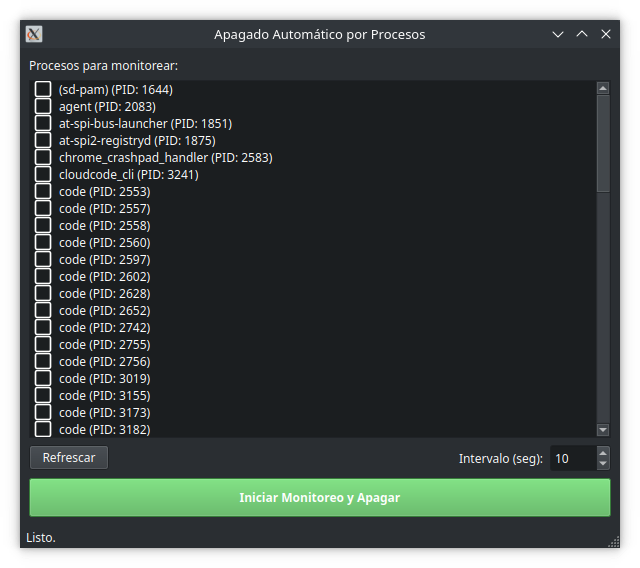 Apagado Automático por Procesos
Procesos para monitorear:
(sd-pam) (PID: 1644)
agent (PID: 2083)
at-spi-bus-launcher (PID: 1851)
at-spi2-registryd (PID: 1875)
chrome_crashpad_handler (PID: 2583)
cloudcode_cli (PID: 3241)
code (PID: 2553)
code (PID: 2557)
code (PID: 2558)
code (PID: 2560)
code (PID: 2597)
code (PID: 2602)
code (PID: 2628)
code (PID: 2652)
code (PID: 2742)
code (PID: 2755)
code (PID: 2756)
code (PID: 3019)
code (PID: 3155)
code (PID: 3173)
code (PID: 3182)
Refrescar
Intervalo (seg): 10
Iniciar Monitoreo y Apagar
Listo.